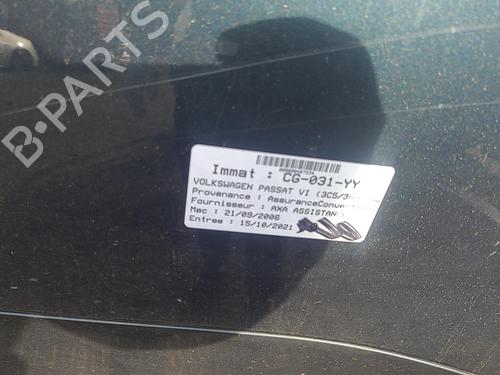 B-PARTS
Immat : CG-031-YY
VOLKSWAGEN PASSAT VI (3C5/3
Provenance : AssuranceConven
Fournisseur : AXA ASSISTAN
Mec : 21/09/2006
Entree : 15/10/2021